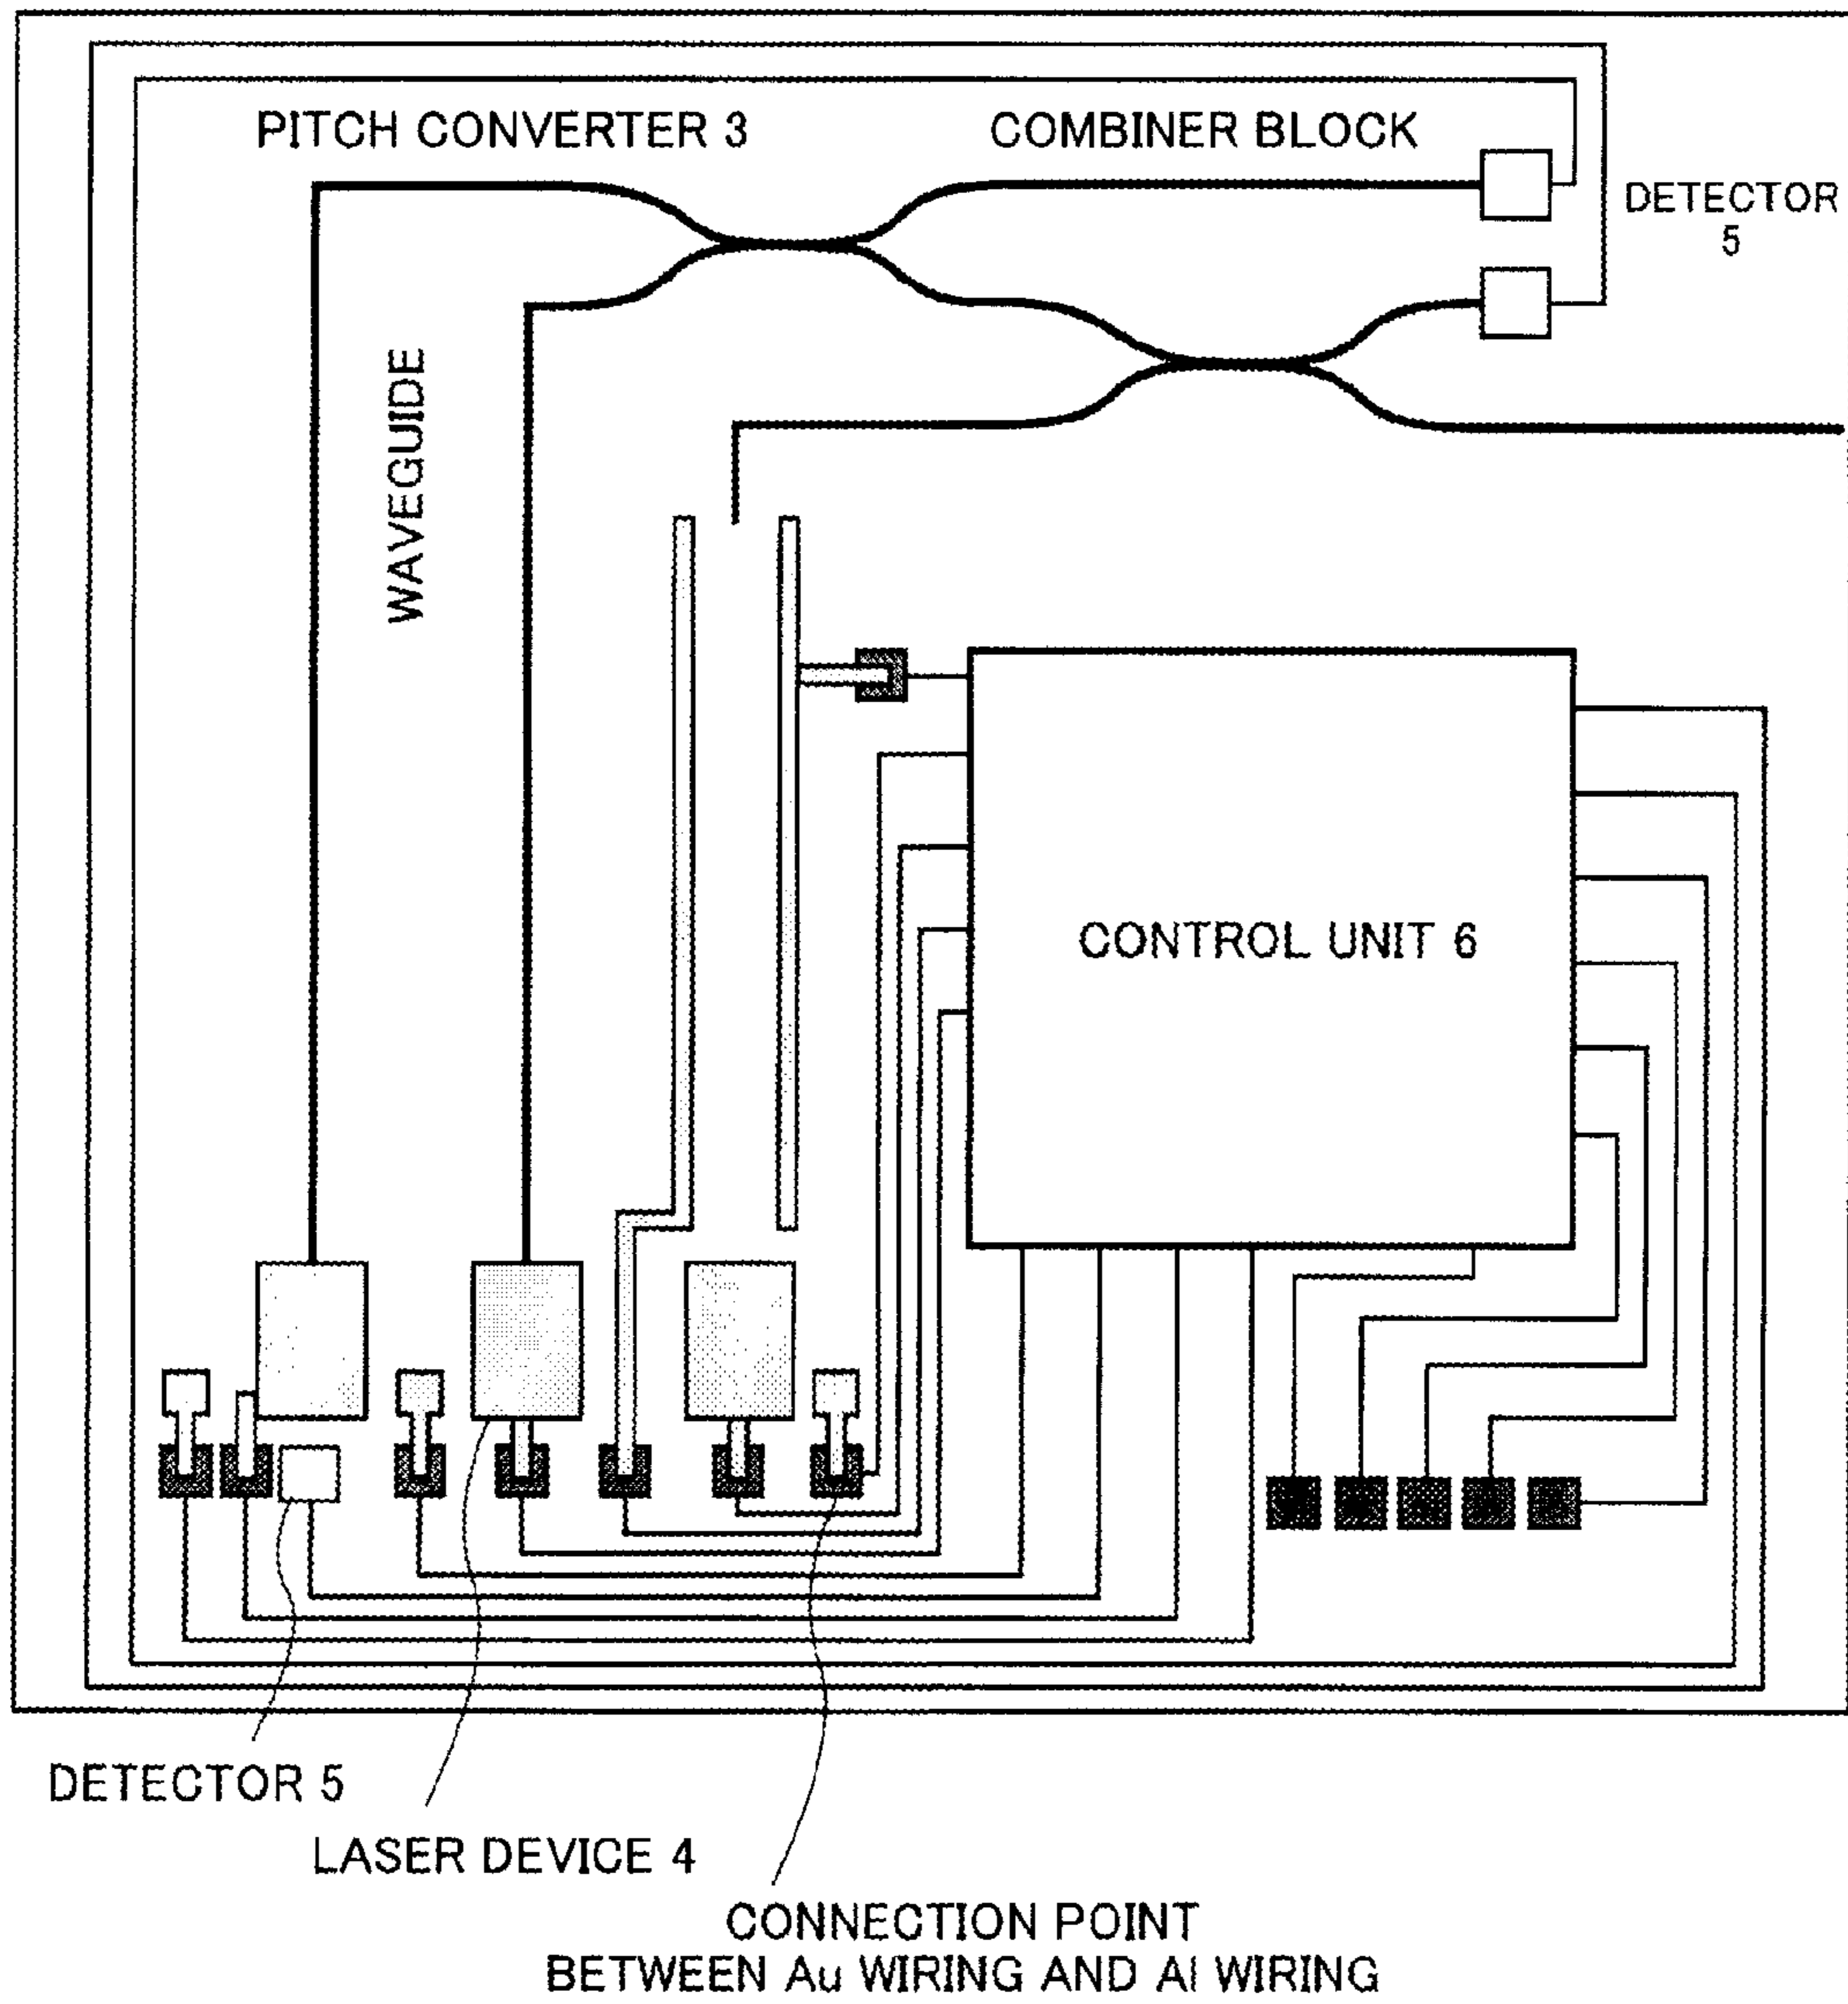 PITCH CONVERTER 3
COMBINER BLOCK
DETECTOR
5
WAVEGUIDE
CONTROL UNIT 6
DETECTOR 5
LASER DEVICE 4
CONNECTION POINT
BETWEEN Au WIRING AND Al WIRING